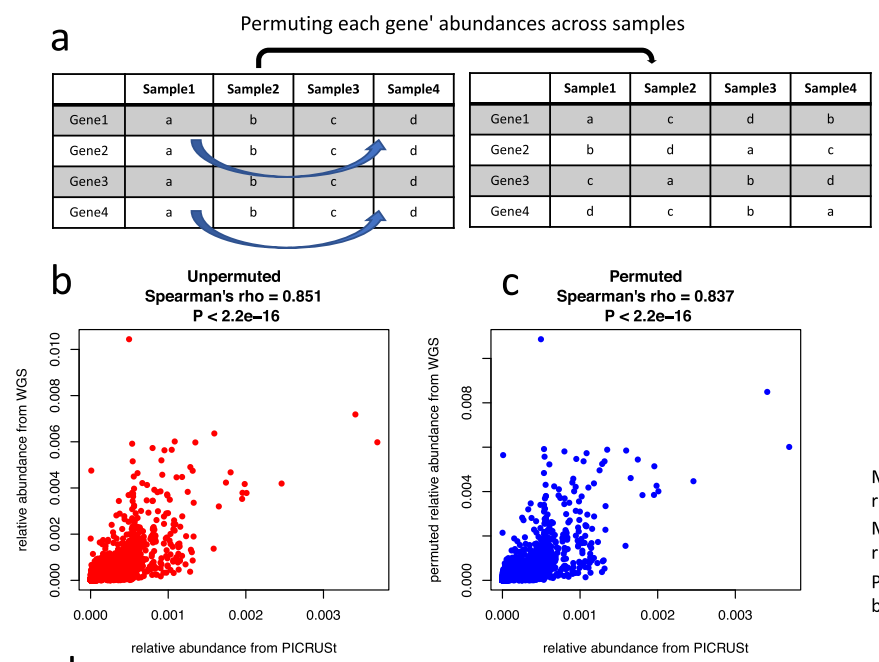 a
Permuting each gene' abundances across samples
Sample1 Sample2 Sample3 Sample4
Gene1 a b c d
Gene2 a b c d
Gene3 a b c d
Gene4 a b c d
Sample1 Sample2 Sample3 Sample4
Gene1 a c d b
Gene2 b d a c
Gene3 c a b d
Gene4 d c b a
b
Unpermuted
Spearman's rho = 0.851
P < 2.2e−16
relative abundance from WGS
0.010
0.008
0.006
0.004
0.002
0.000
0.000 0.001 0.002 0.003
relative abundance from PICRUSt
c
Permuted
Spearman's rho = 0.837
P < 2.2e−16
permuted relative abundance from WGS
0.008
0.004
0.000
0.000 0.001 0.002 0.003
relative abundance from PICRUSt